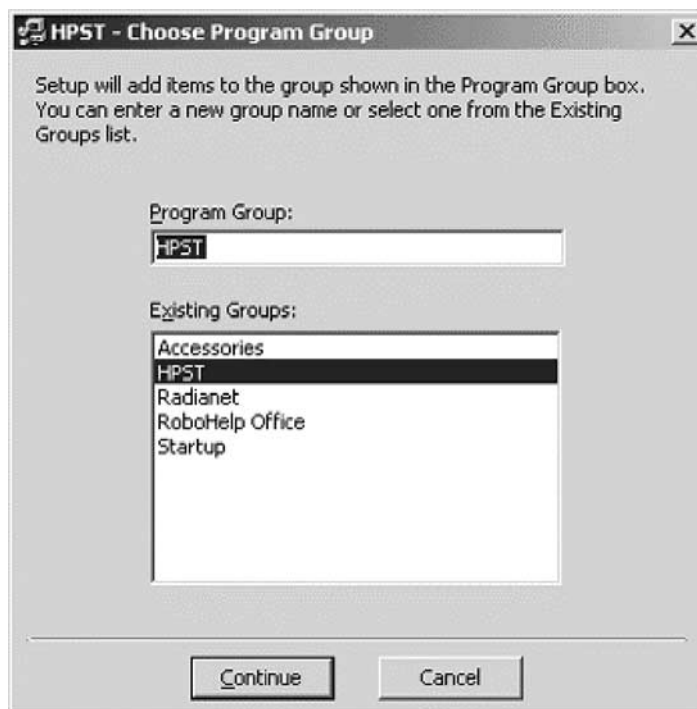 HPST - Choose Program Group
Setup will add items to the group shown in the Program Group box.
You can enter a new group name or select one from the Existing
Groups list.
Program Group:
HPST
Existing Groups:
Accessories
HPST
Radianet
RoboHelp Office
Startup
Continue
Cancel